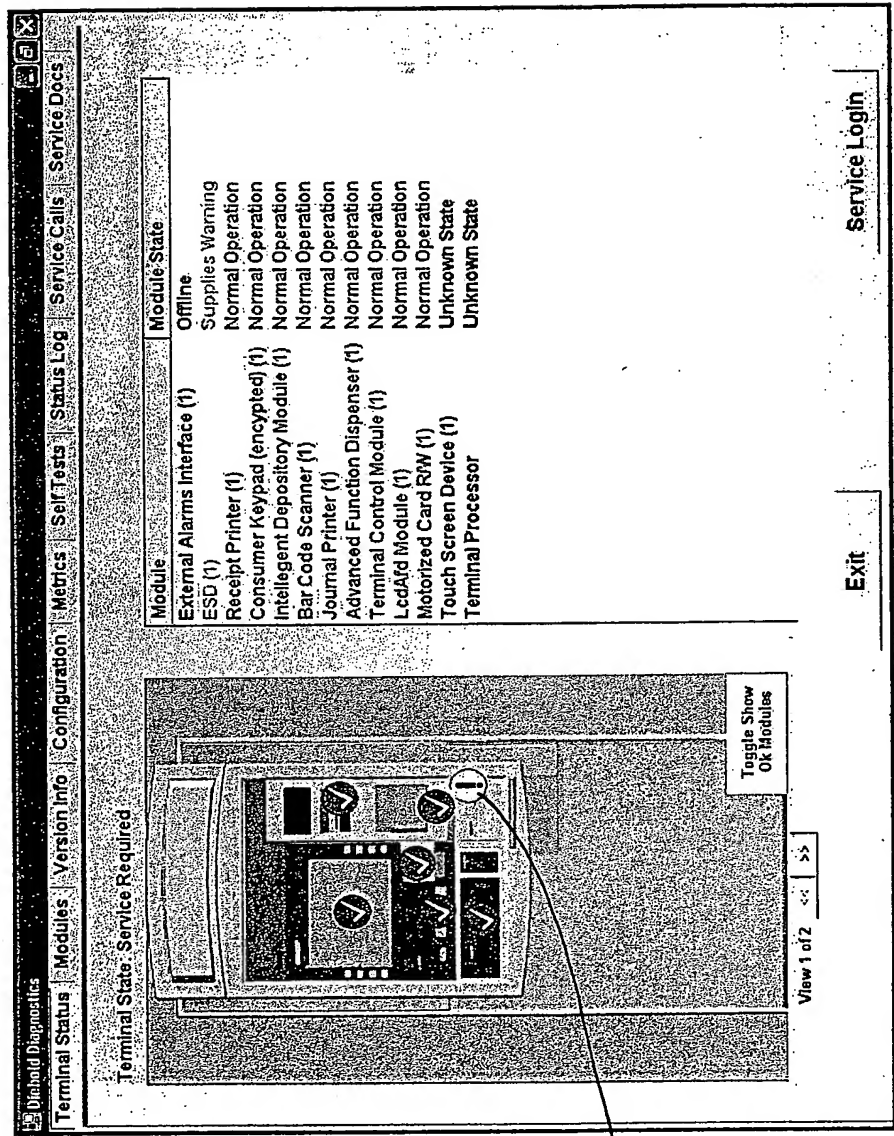 Diebold Diagnostics
Terminal Status Modules Version Info Configuration Metrics Self Tests Status Log Service Calls Service Docs
Terminal State: Service Required
Module Module State
External Alarms Interface (1) Offline
ESD (1) Supplies Warning
Receipt Printer (1) Normal Operation
Consumer Keypad (encypted) (1) Normal Operation
Intellegent Depository Module (1) Normal Operation
Bar Code Scanner (1) Normal Operation
Journal Printer (1) Normal Operation
Advanced Function Dispenser (1) Normal Operation
Terminal Control Module (1) Normal Operation
LcdAfd Module (1) Normal Operation
Motorized Card R/W (1) Normal Operation
Touch Screen Device (1) Unknown State
Terminal Processor Unknown State
Toggle Show
Ok Modules
View 1 of 2 << >>
Exit Service Login